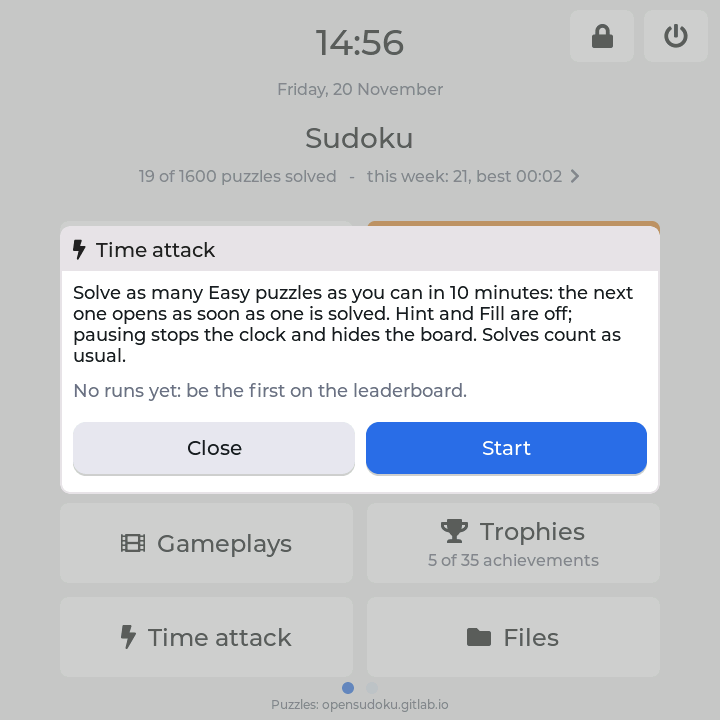 14:56
Friday, 20 November
Sudoku
19 of 1600 puzzles solved - this week: 21, best 00:02
Time attack
Solve as many Easy puzzles as you can in 10 minutes: the next
one opens as soon as one is solved. Hint and Fill are off;
pausing stops the clock and hides the board. Solves count as
usual.
No runs yet: be the first on the leaderboard.
Close
Start
Gameplays
Trophies
5 of 35 achievements
Time attack
Files
Puzzles: opensudoku.gitlab.io